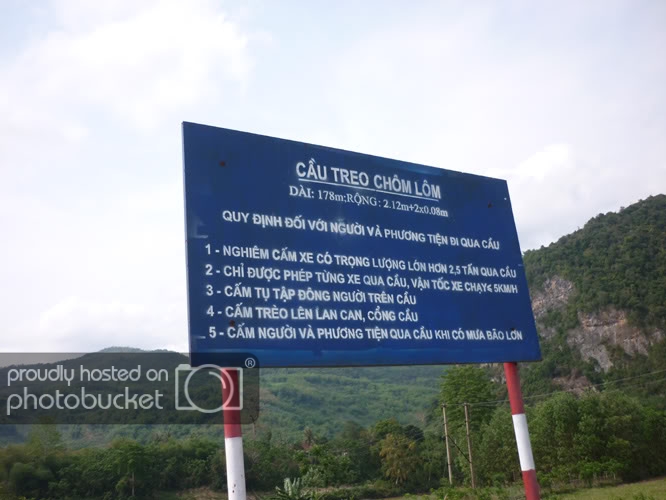 CẦU TREO CHÔM LÔM
DÀI: 178m;RỘNG: 2.12m+2x0.08m
QUY ĐỊNH ĐỐI VỚI NGƯỜI VÀ PHƯƠNG TIỆN ĐI QUA CẦU
1 - NGHIÊM CẤM XE CÓ TRỌNG LƯỢNG LỚN HƠN 2,5 TẤN QUA CẦU
2 - CHỈ ĐƯỢC PHÉP TỪNG XE QUA CẦU, VẬN TỐC XE CHẠY≤ 5KM/H
3 - CẤM TỤ TẬP ĐÔNG NGƯỜI TRÊN CẦU
4 - CẤM TRÈO LÊN LAN CAN, CỔNG CẦU
5 - CẤM NGƯỜI VÀ PHƯƠNG TIỆN QUA CẦU KHI CÓ MƯA BÃO LỚN
proudly hosted on
photobucket ®